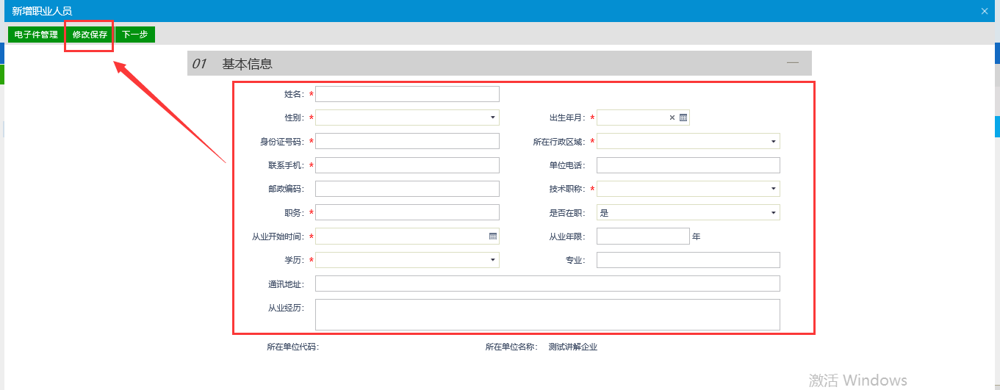 新增职业人员
电子件管理 修改保存 下一步
01 基本信息
姓名：*
性别：* 出生年月：*
身份证号码：* 所在行政区域：*
联系手机：* 单位电话：
邮政编码： 技术职称：*
职务：* 是否在职： 是
从业开始时间：* 从业年限： 年
学历：* 专业：
通讯地址：
从业经历：
所在单位代码： 所在单位名称： 测试讲解企业
激活 Windows